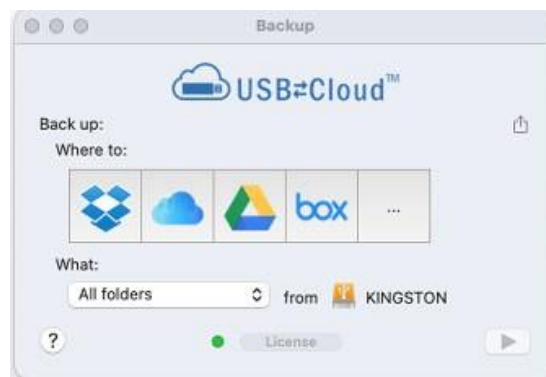 Backup
USB⇄Cloud™
Back up:
Where to:
box
...
What:
All folders
from
KINGSTON
?
License